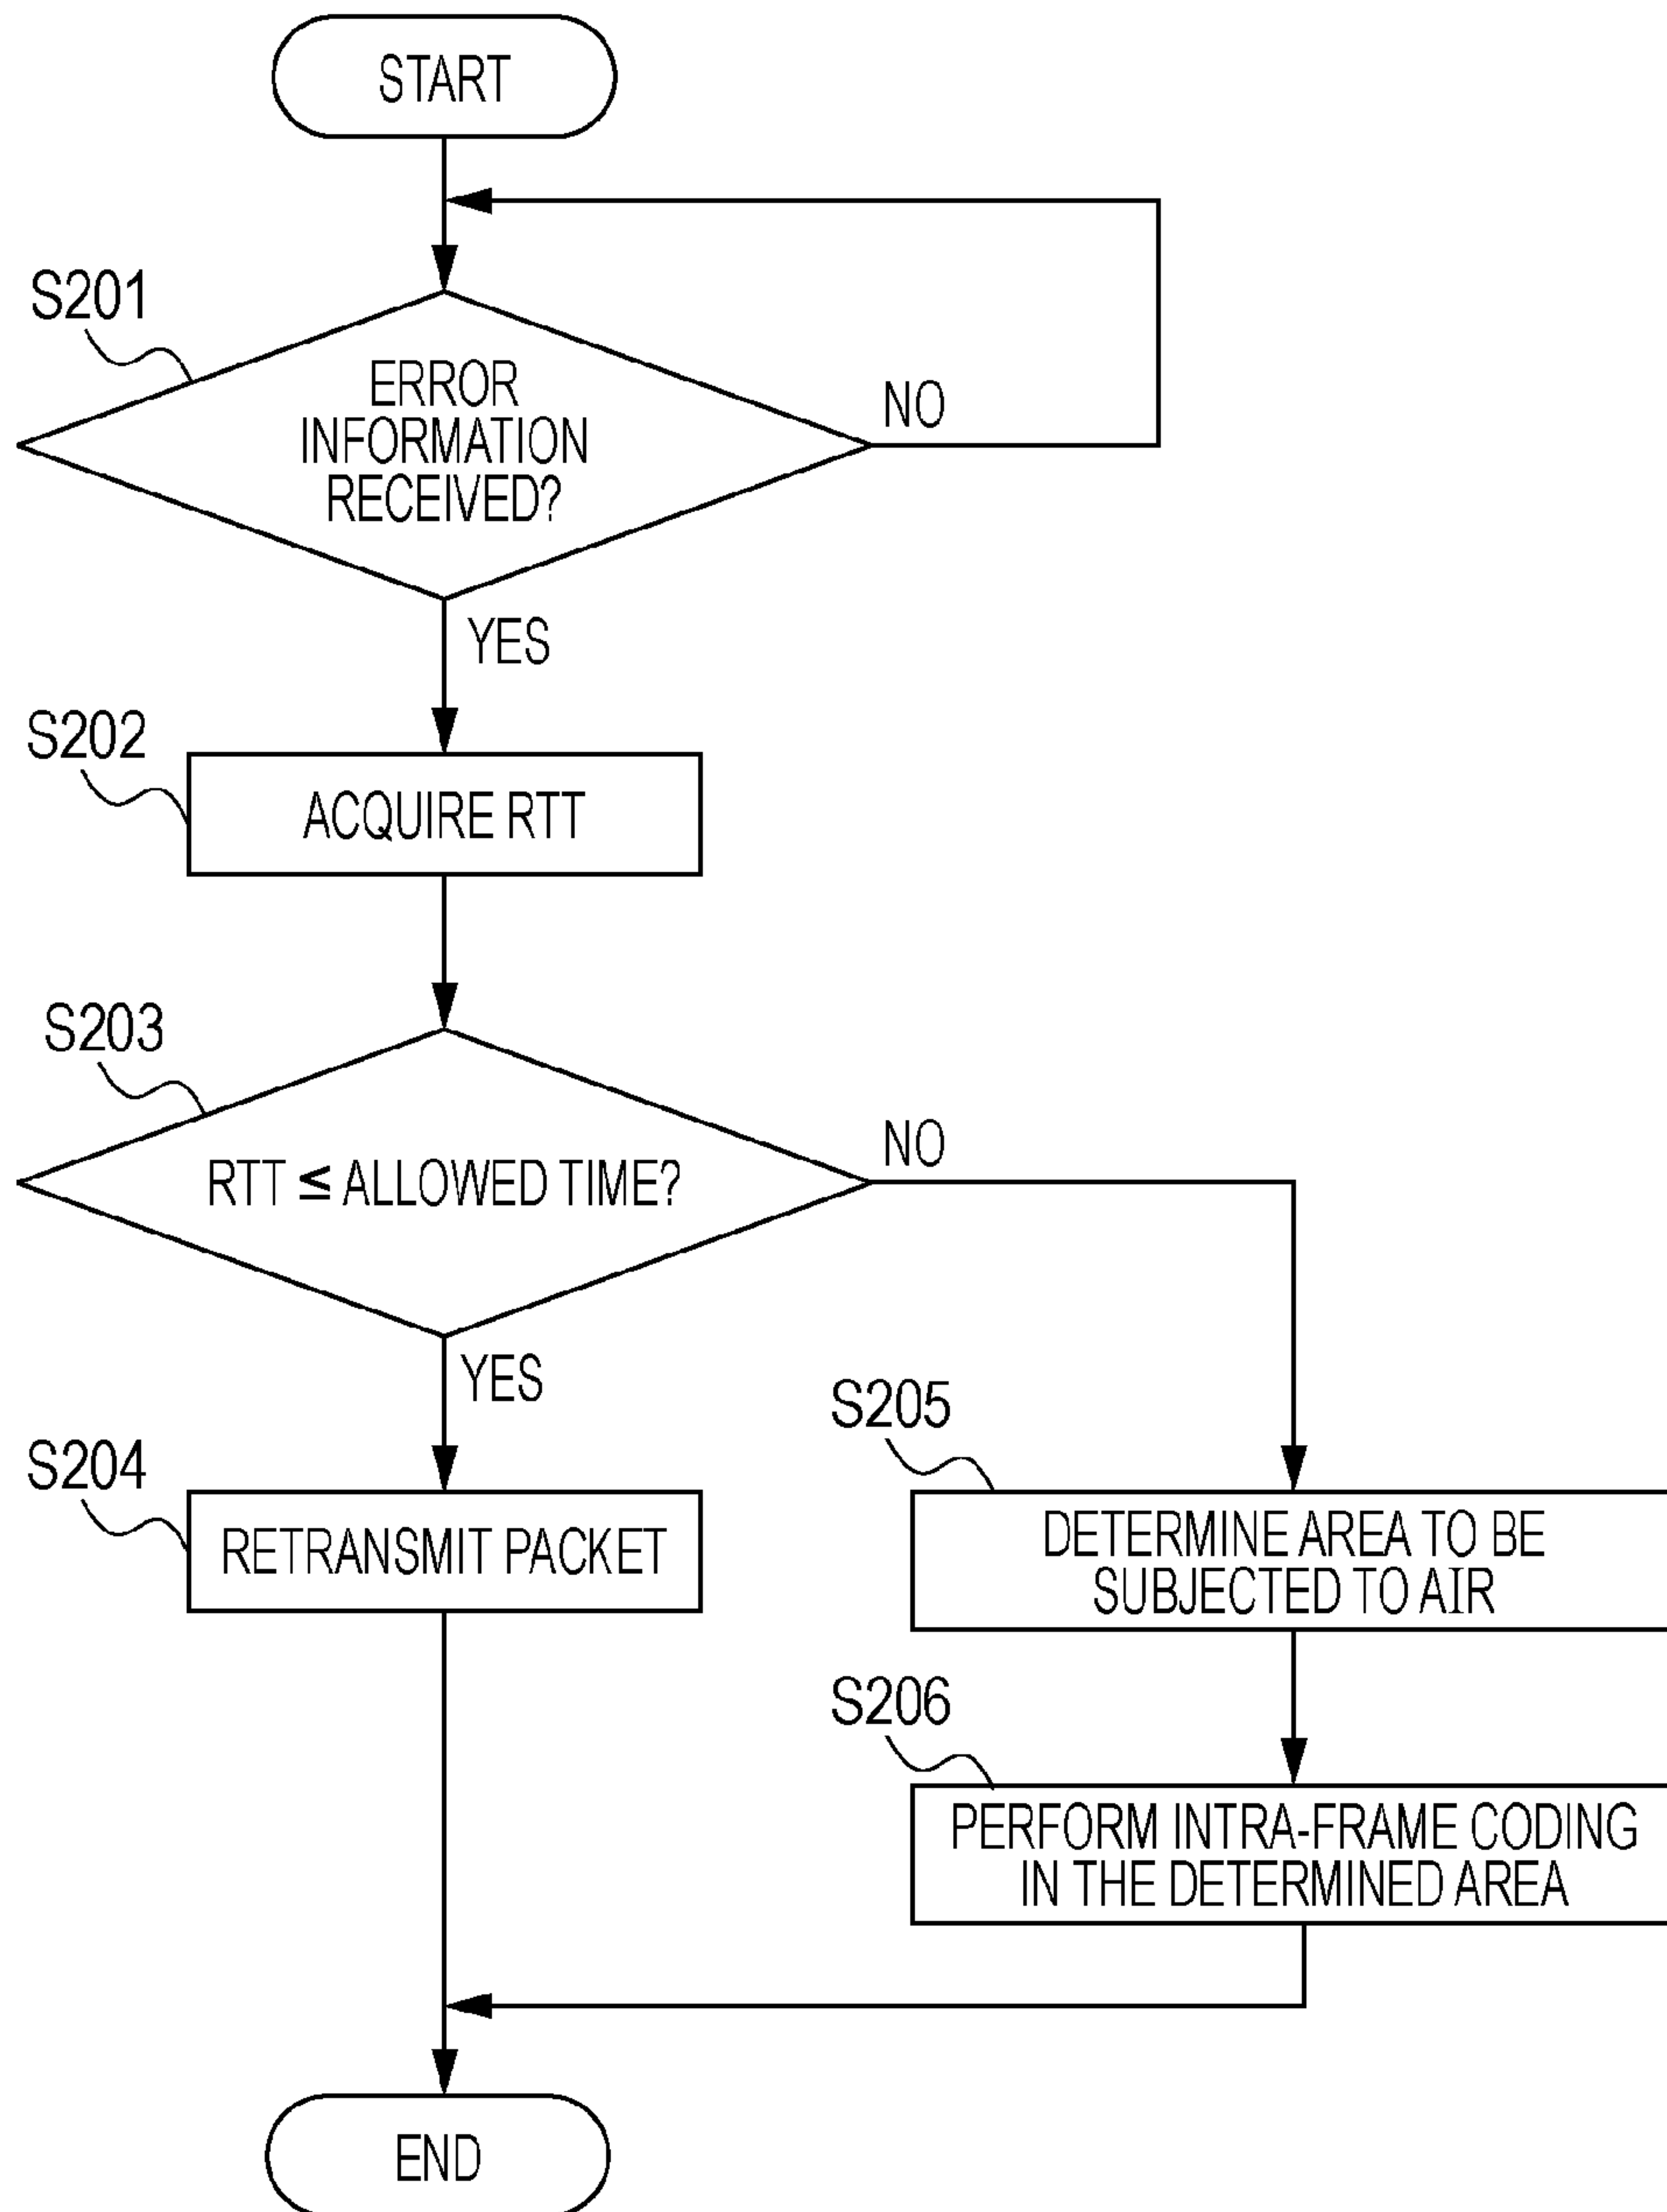 START
S201
ERROR
INFORMATION
RECEIVED?
NO
YES
S202
ACQUIRE RTT
S203
RTT ≦ ALLOWED TIME?
NO
YES
S204
RETRANSMIT PACKET
S205
DETERMINE AREA TO BE
SUBJECTED TO AIR
S206
PERFORM INTRA-FRAME CODING
IN THE DETERMINED AREA
END